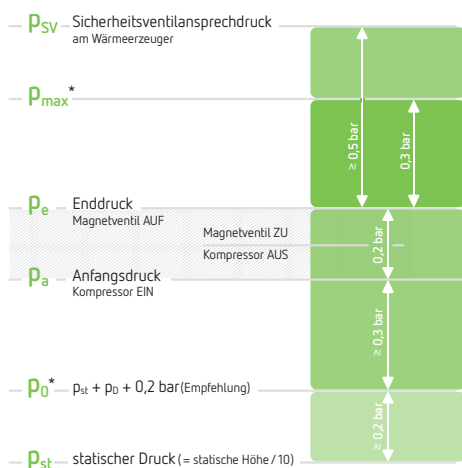 pSV Sicherheitsventilansprechdruck
am Wärmeerzeuger
pmax*
≥ 0,5 bar
0,3 bar
pe Enddruck
Magnetventil AUF
Magnetventil ZU
Kompressor AUS
0,2 bar
pa Anfangsdruck
Kompressor EIN
≥ 0,3 bar
p0* pst + pD + 0,2 bar (Empfehlung)
≥ 0,2 bar
pst statischer Druck (= statische Höhe / 10)